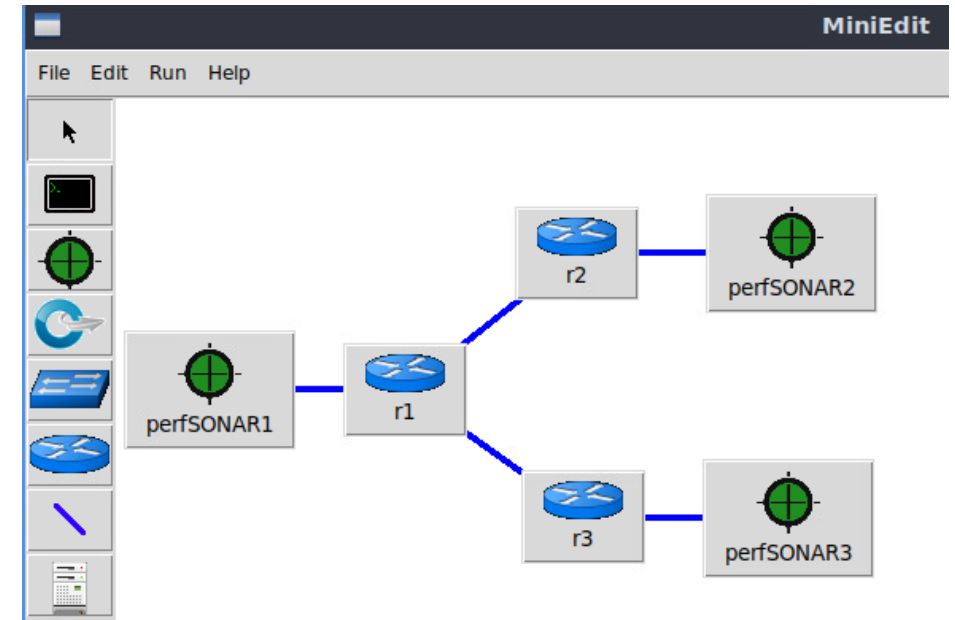 MiniEdit
File Edit Run Help
r2
perfSONAR2
perfSONAR1
r1
r3
perfSONAR3